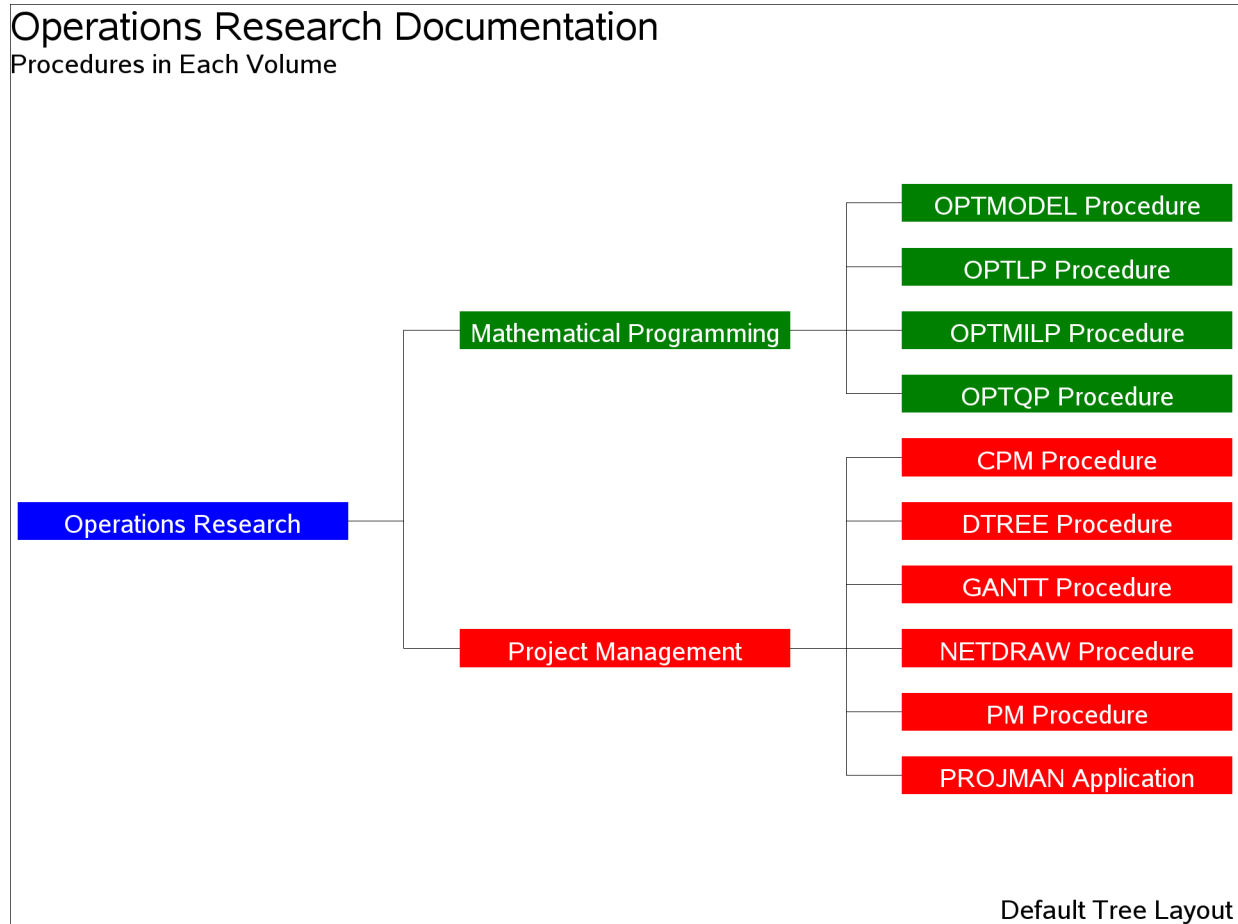 Operations Research Documentation
Procedures in Each Volume
OPTMODEL Procedure
OPTLP Procedure
Mathematical Programming
OPTMILP Procedure
OPTQP Procedure
CPM Procedure
Operations Research
DTREE Procedure
GANTT Procedure
Project Management
NETDRAW Procedure
PM Procedure
PROJMAN Application
Default Tree Layout